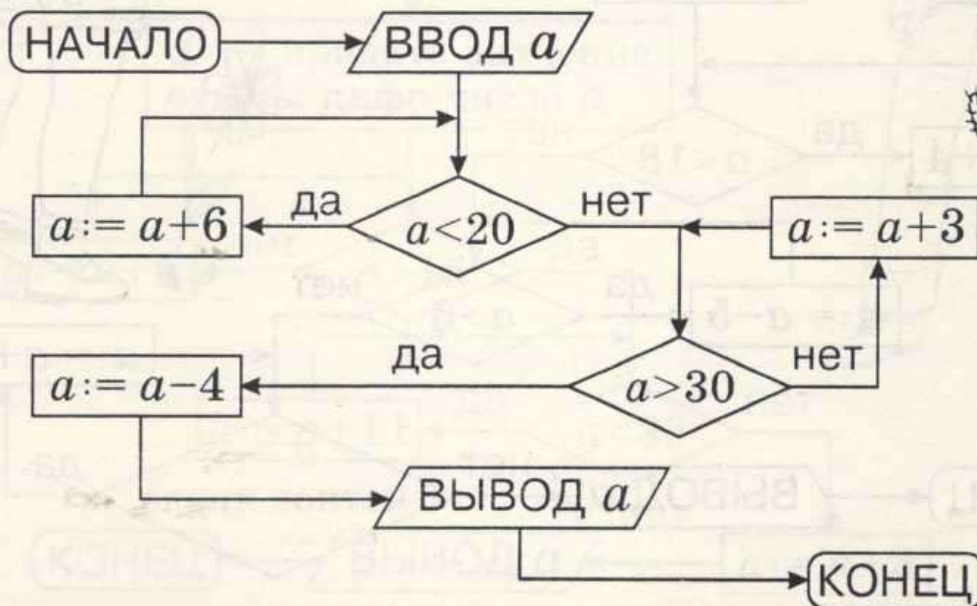 НАЧАЛО
ВВОД a
да
нет
a:= a+6
a<20
a:= a+3
да
нет
a:= a−4
a>30
ВЫВОД a
КОНЕЦ